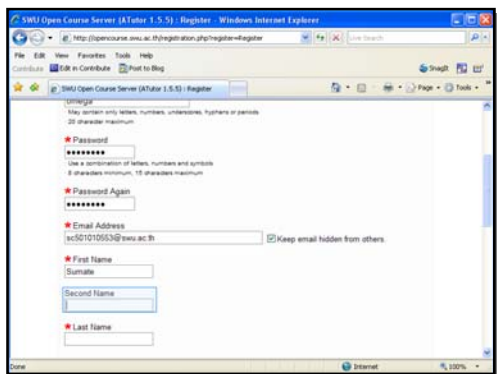 SWU Open Course Server (ATutor 1.5.5) : Register - Windows Internet Explorer
http://opencourse.swu.ac.th/registration.php?register=Register
Live Search
File Edit View Favorites Tools Help
Contribute Edit in Contribute Post to Blog
SnagIt
SWU Open Course Server (ATutor 1.5.5) : Register
Page Tools
omega
· May contain only letters, numbers, underscores, hyphens or periods
· 20 character maximum
*Password
••••••••
· Use a combination of letters, numbers and symbols
· 8 characters minimum, 15 characters maximum
*Password Again
••••••••
*Email Address
sc501010553@swu.ac.th Keep email hidden from others.
*First Name
Sumate
Second Name
*Last Name
Done Internet 100%